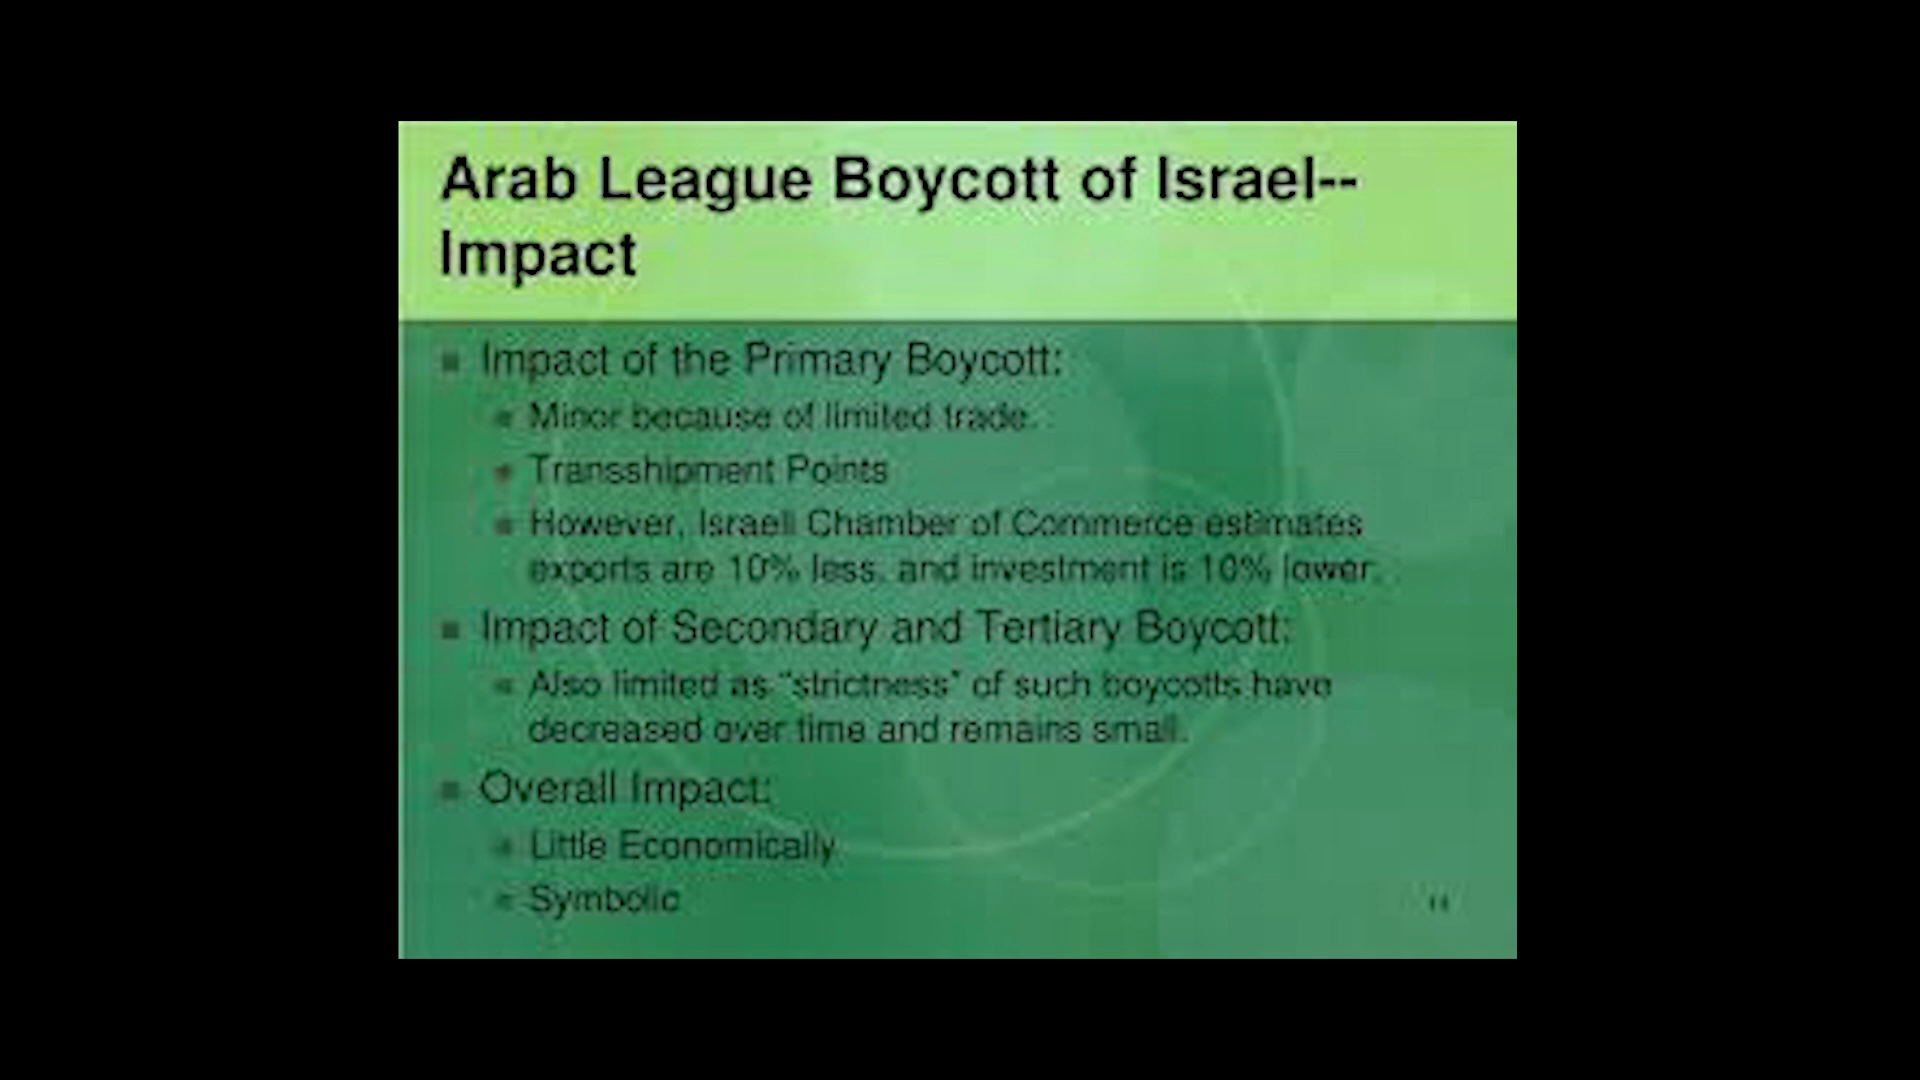 Arab League Boycott of Israel--
Impact
Impact of the Primary Boycott:
Minor because of limited trade.
Transshipment Points
However, Israeli Chamber of Commerce estimates
exports are 10% less, and investment is 10% lower.
Impact of Secondary and Tertiary Boycott:
Also limited as "strictness" of such boycotts have
decreased over time and remains small.
Overall Impact:
Little Economically
Symbolic